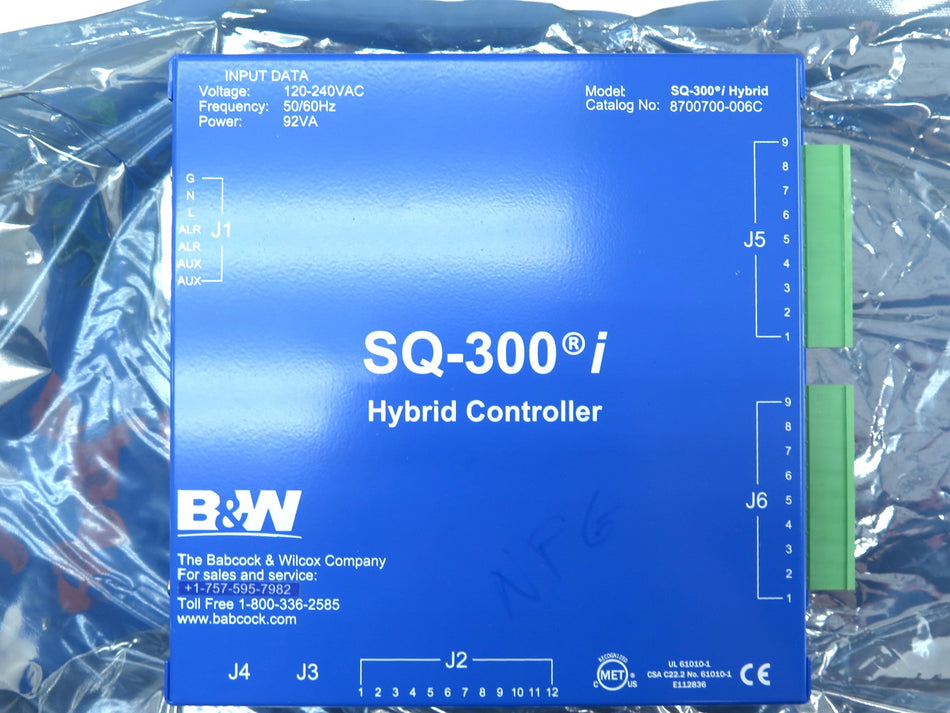 INPUT DATA
Voltage: 120-240VAC
Frequency: 50/60Hz
Power: 92VA
Model: SQ-300®i Hybrid
Catalog No: 8700700-006C
G
N
L
ALR
ALR
AUX
AUX
J1
9
8
7
6
5
4
3
2
1
J5
SQ-300®i
Hybrid Controller
9
8
7
6
5
4
3
2
1
J6
B&W
The Babcock & Wilcox Company
For sales and service:
+1-757-595-7982
Toll Free 1-800-336-2585
www.babcock.com
NFG
J4 J3 J2
1 2 3 4 5 6 7 8 9 10 11 12
RECOGNIZED
MET®
C US
UL 61010-1
CSA C22.2 No. 61010-1
E112836
CE